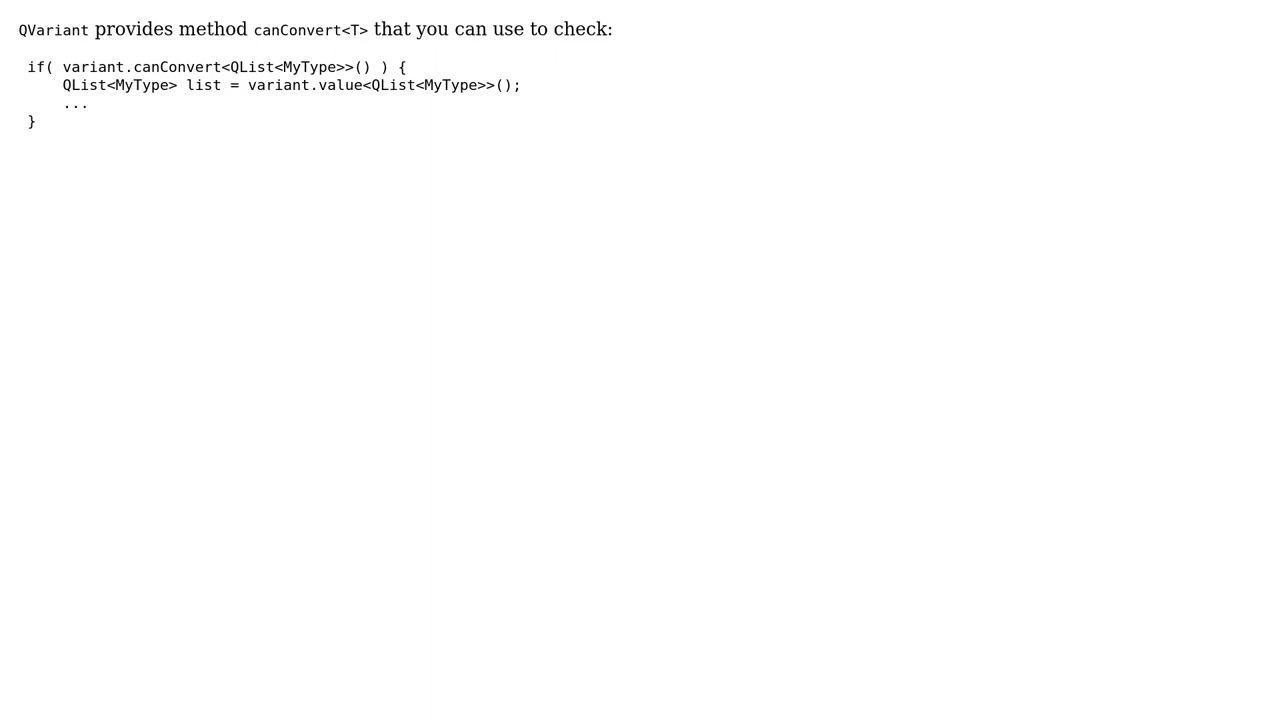 QVariant provides method canConvert<T> that you can use to check:
if( variant.canConvert<QList<MyType>>() ) {
    QList<MyType> list = variant.value<QList<MyType>>();
    ...
}